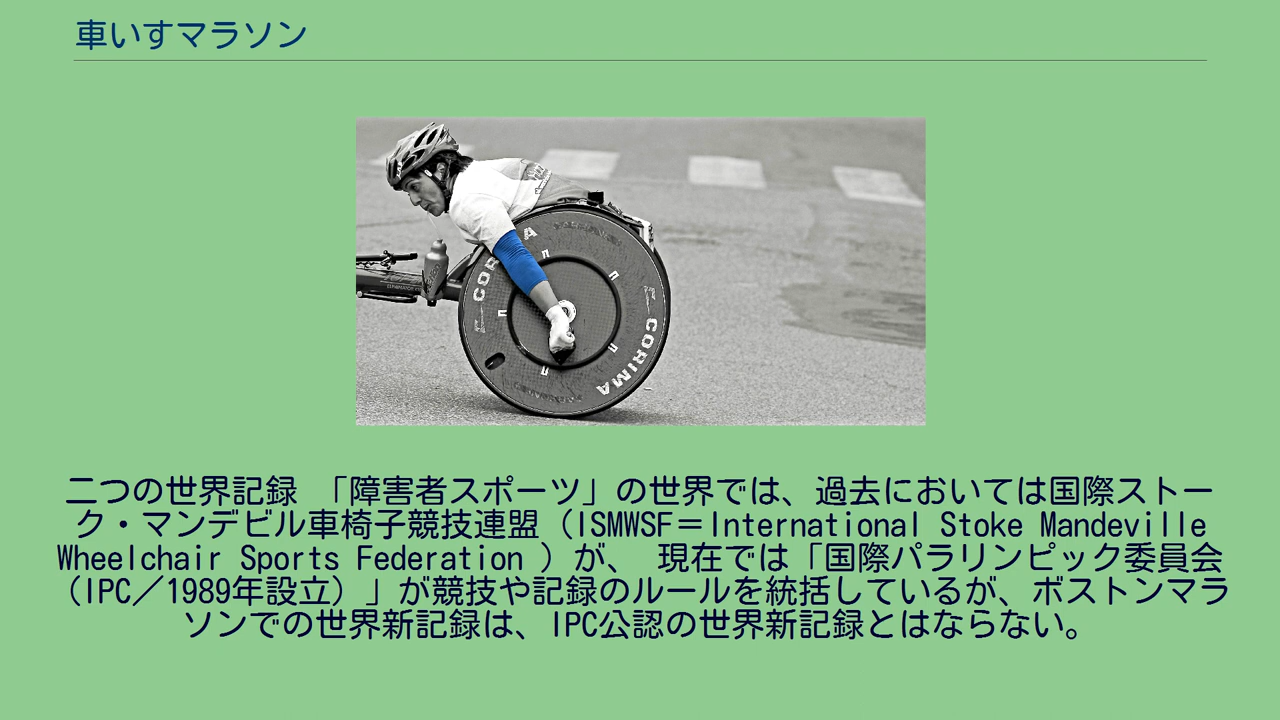 車いすマラソン
CORIMA
CORIMA
二つの世界記録 「障害者スポーツ」の世界では、過去においては国際ストー
ク・マンデビル車椅子競技連盟（ISMWSF＝International Stoke Mandeville
Wheelchair Sports Federation ）が、 現在では「国際パラリンピック委員会
（IPC／1989年設立）」が競技や記録のルールを統括しているが、ボストンマラ
ソンでの世界新記録は、IPC公認の世界新記録とはならない。